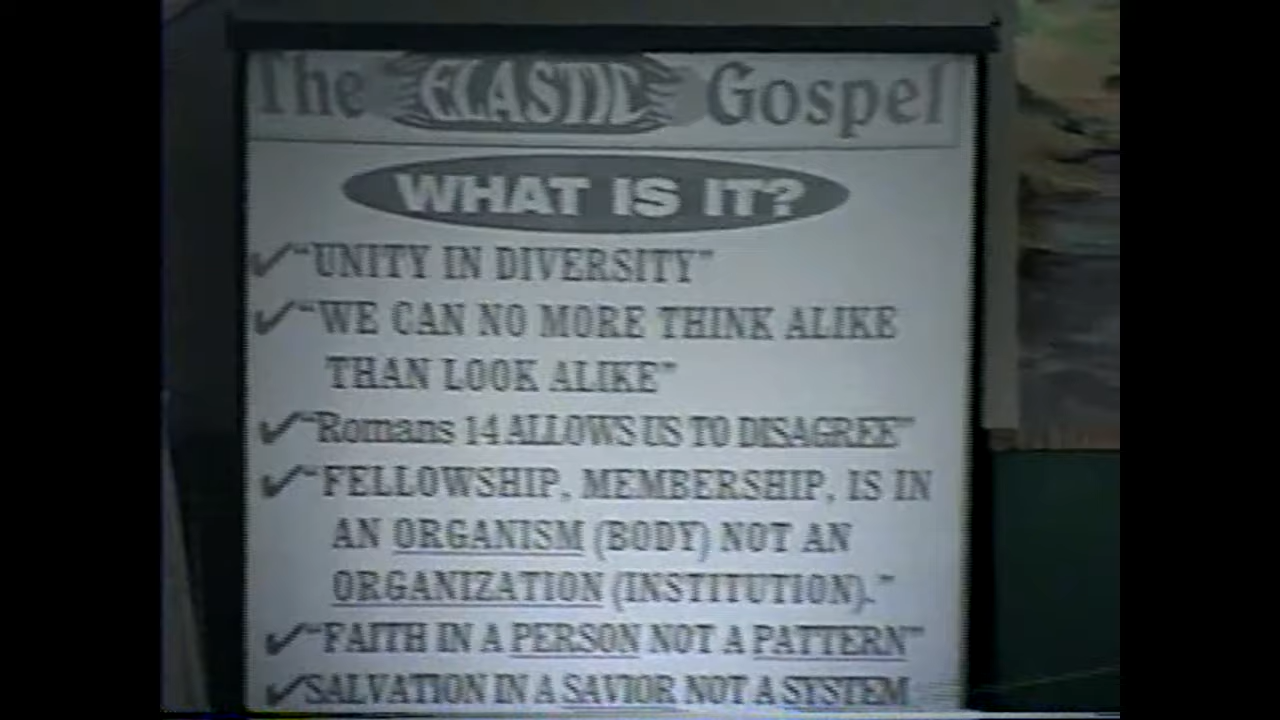 The ELASTIC Gospel
WHAT IS IT?
✓"UNITY IN DIVERSITY"
✓"WE CAN NO MORE THINK ALIKE
THAN LOOK ALIKE"
✓"Romans 14 ALLOWS US TO DISAGREE"
✓"FELLOWSHIP, MEMBERSHIP, IS IN
AN ORGANISM (BODY) NOT AN
ORGANIZATION (INSTITUTION)."
✓"FAITH IN A PERSON NOT A PATTERN"
✓SALVATION IN A SAVIOR NOT A SYSTEM